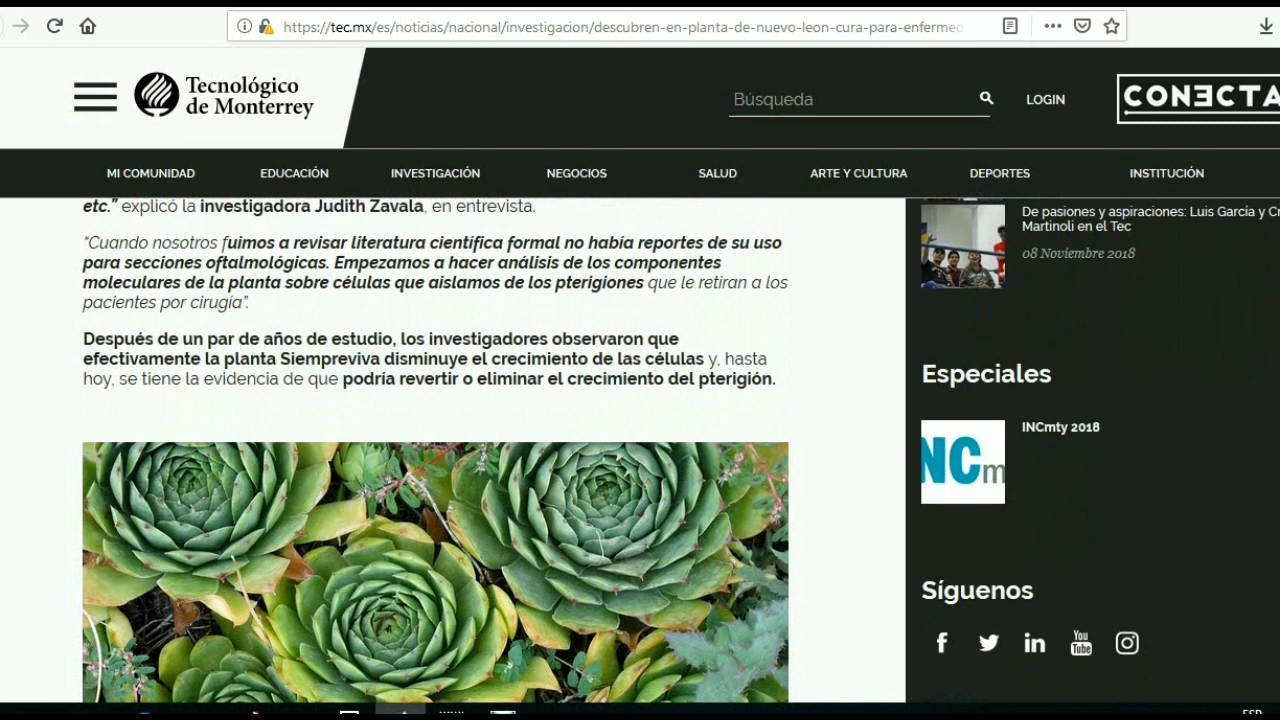 https://tec.mx/es/noticias/nacional/investigacion/descubren-en-planta-de-nuevo-leon-cura-para-enfermed
Tecnológico
de Monterrey
Búsqueda
LOGIN
CONECTA
MI COMUNIDAD EDUCACIÓN INVESTIGACIÓN NEGOCIOS SALUD ARTE Y CULTURA DEPORTES INSTITUCIÓN
etc.” explicó la investigadora Judith Zavala, en entrevista.
“Cuando nosotros fuimos a revisar literatura científica formal no había reportes de su uso
para secciones oftalmológicas. Empezamos a hacer análisis de los componentes
moleculares de la planta sobre células que aislamos de los pterigiones que le retiran a los
pacientes por cirugía”.
Después de un par de años de estudio, los investigadores observaron que
efectivamente la planta Siempreviva disminuye el crecimiento de las células y, hasta
hoy, se tiene la evidencia de que podría revertir o eliminar el crecimiento del pterigión.
De pasiones y aspiraciones: Luis García y
Martinoli en el Tec
08 Noviembre 2018
Especiales
NCm
INCmty 2018
Síguenos
You
Tube